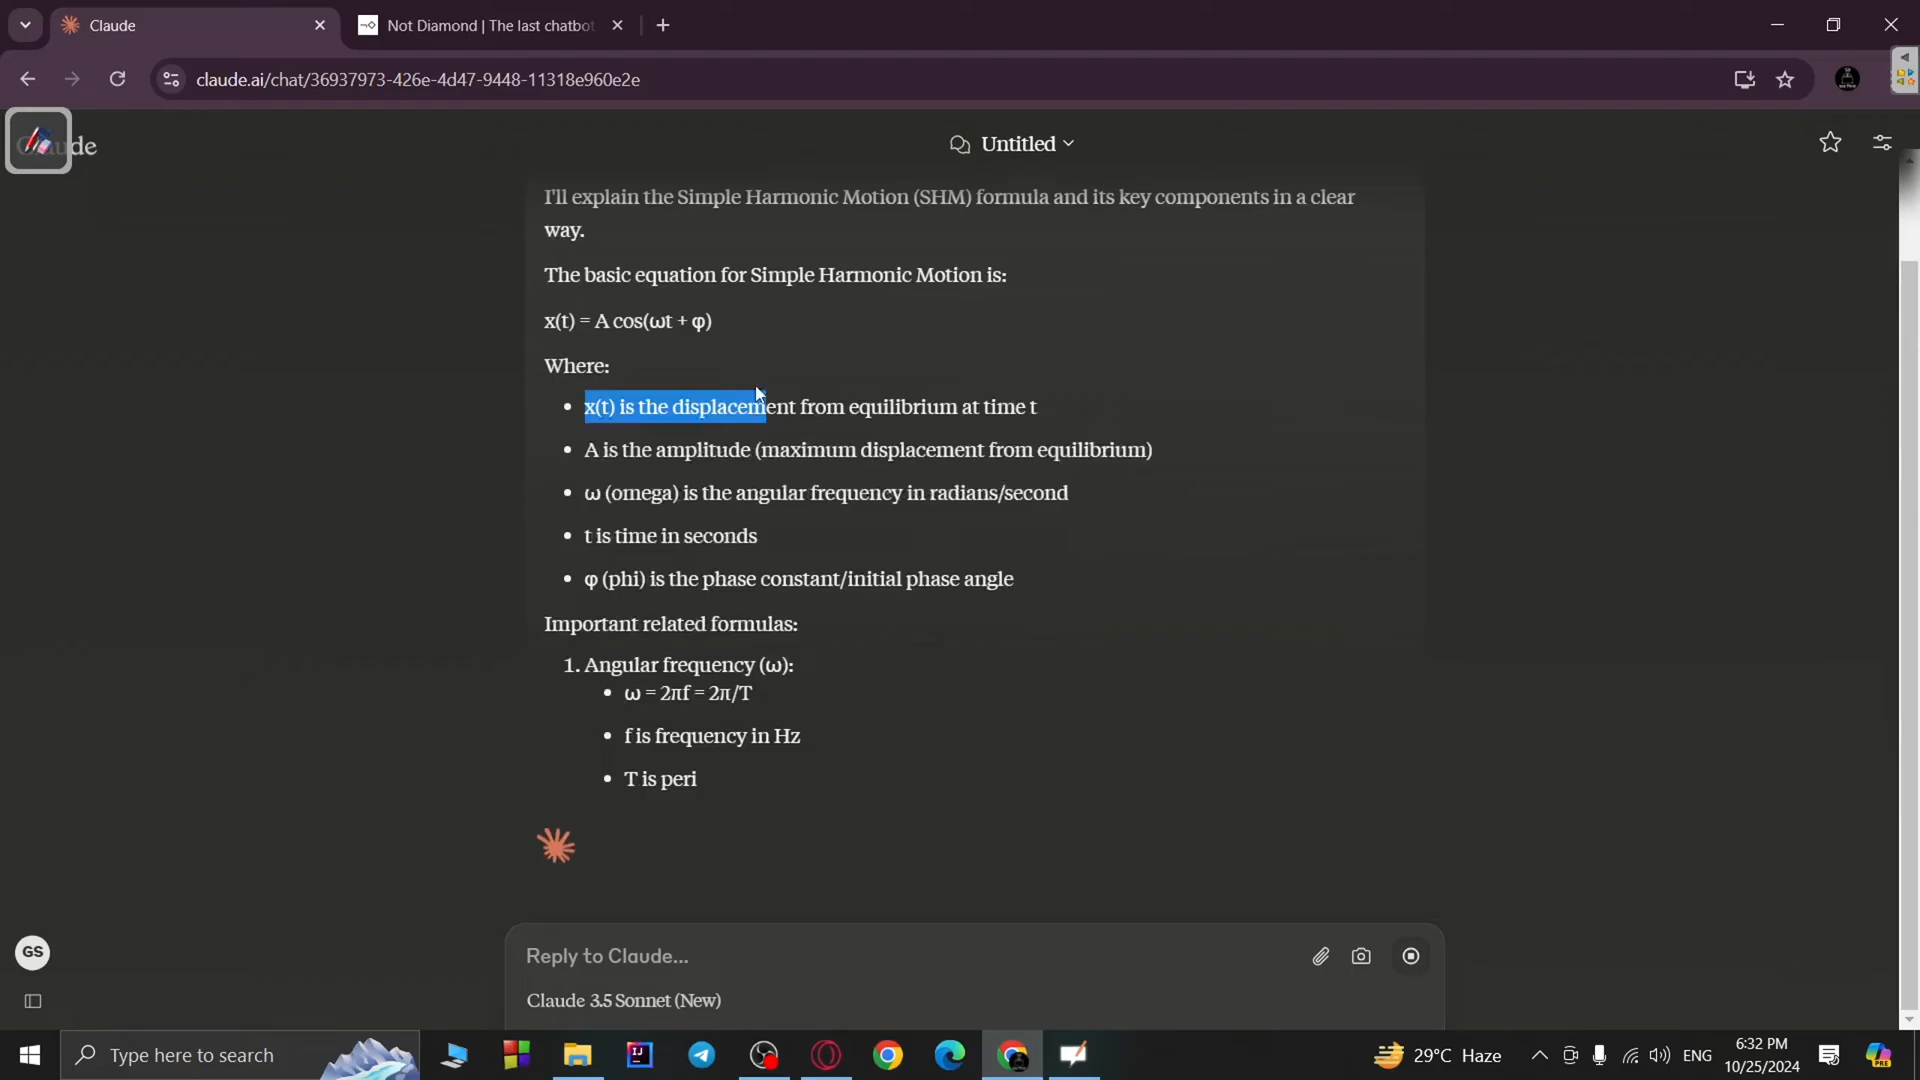 Claude
Not Diamond | The last chatbot
claude.ai/chat/36937973-426e-4d47-9448-11318e960e2e
de
Untitled
I'll explain the Simple Harmonic Motion (SHM) formula and its key components in a clear
way.
The basic equation for Simple Harmonic Motion is:
x(t) = A cos(ωt + φ)
Where:
• x(t) is the displacement from equilibrium at time t
• A is the amplitude (maximum displacement from equilibrium)
• ω (omega) is the angular frequency in radians/second
• t is time in seconds
• φ (phi) is the phase constant/initial phase angle
Important related formulas:
1. Angular frequency (ω):
• ω = 2πf = 2π/T
• f is frequency in Hz
• T is peri
GS
Reply to Claude...
Claude 3.5 Sonnet (New)
Type here to search
29°C Haze
ENG
6:32 PM
10/25/2024
PRE